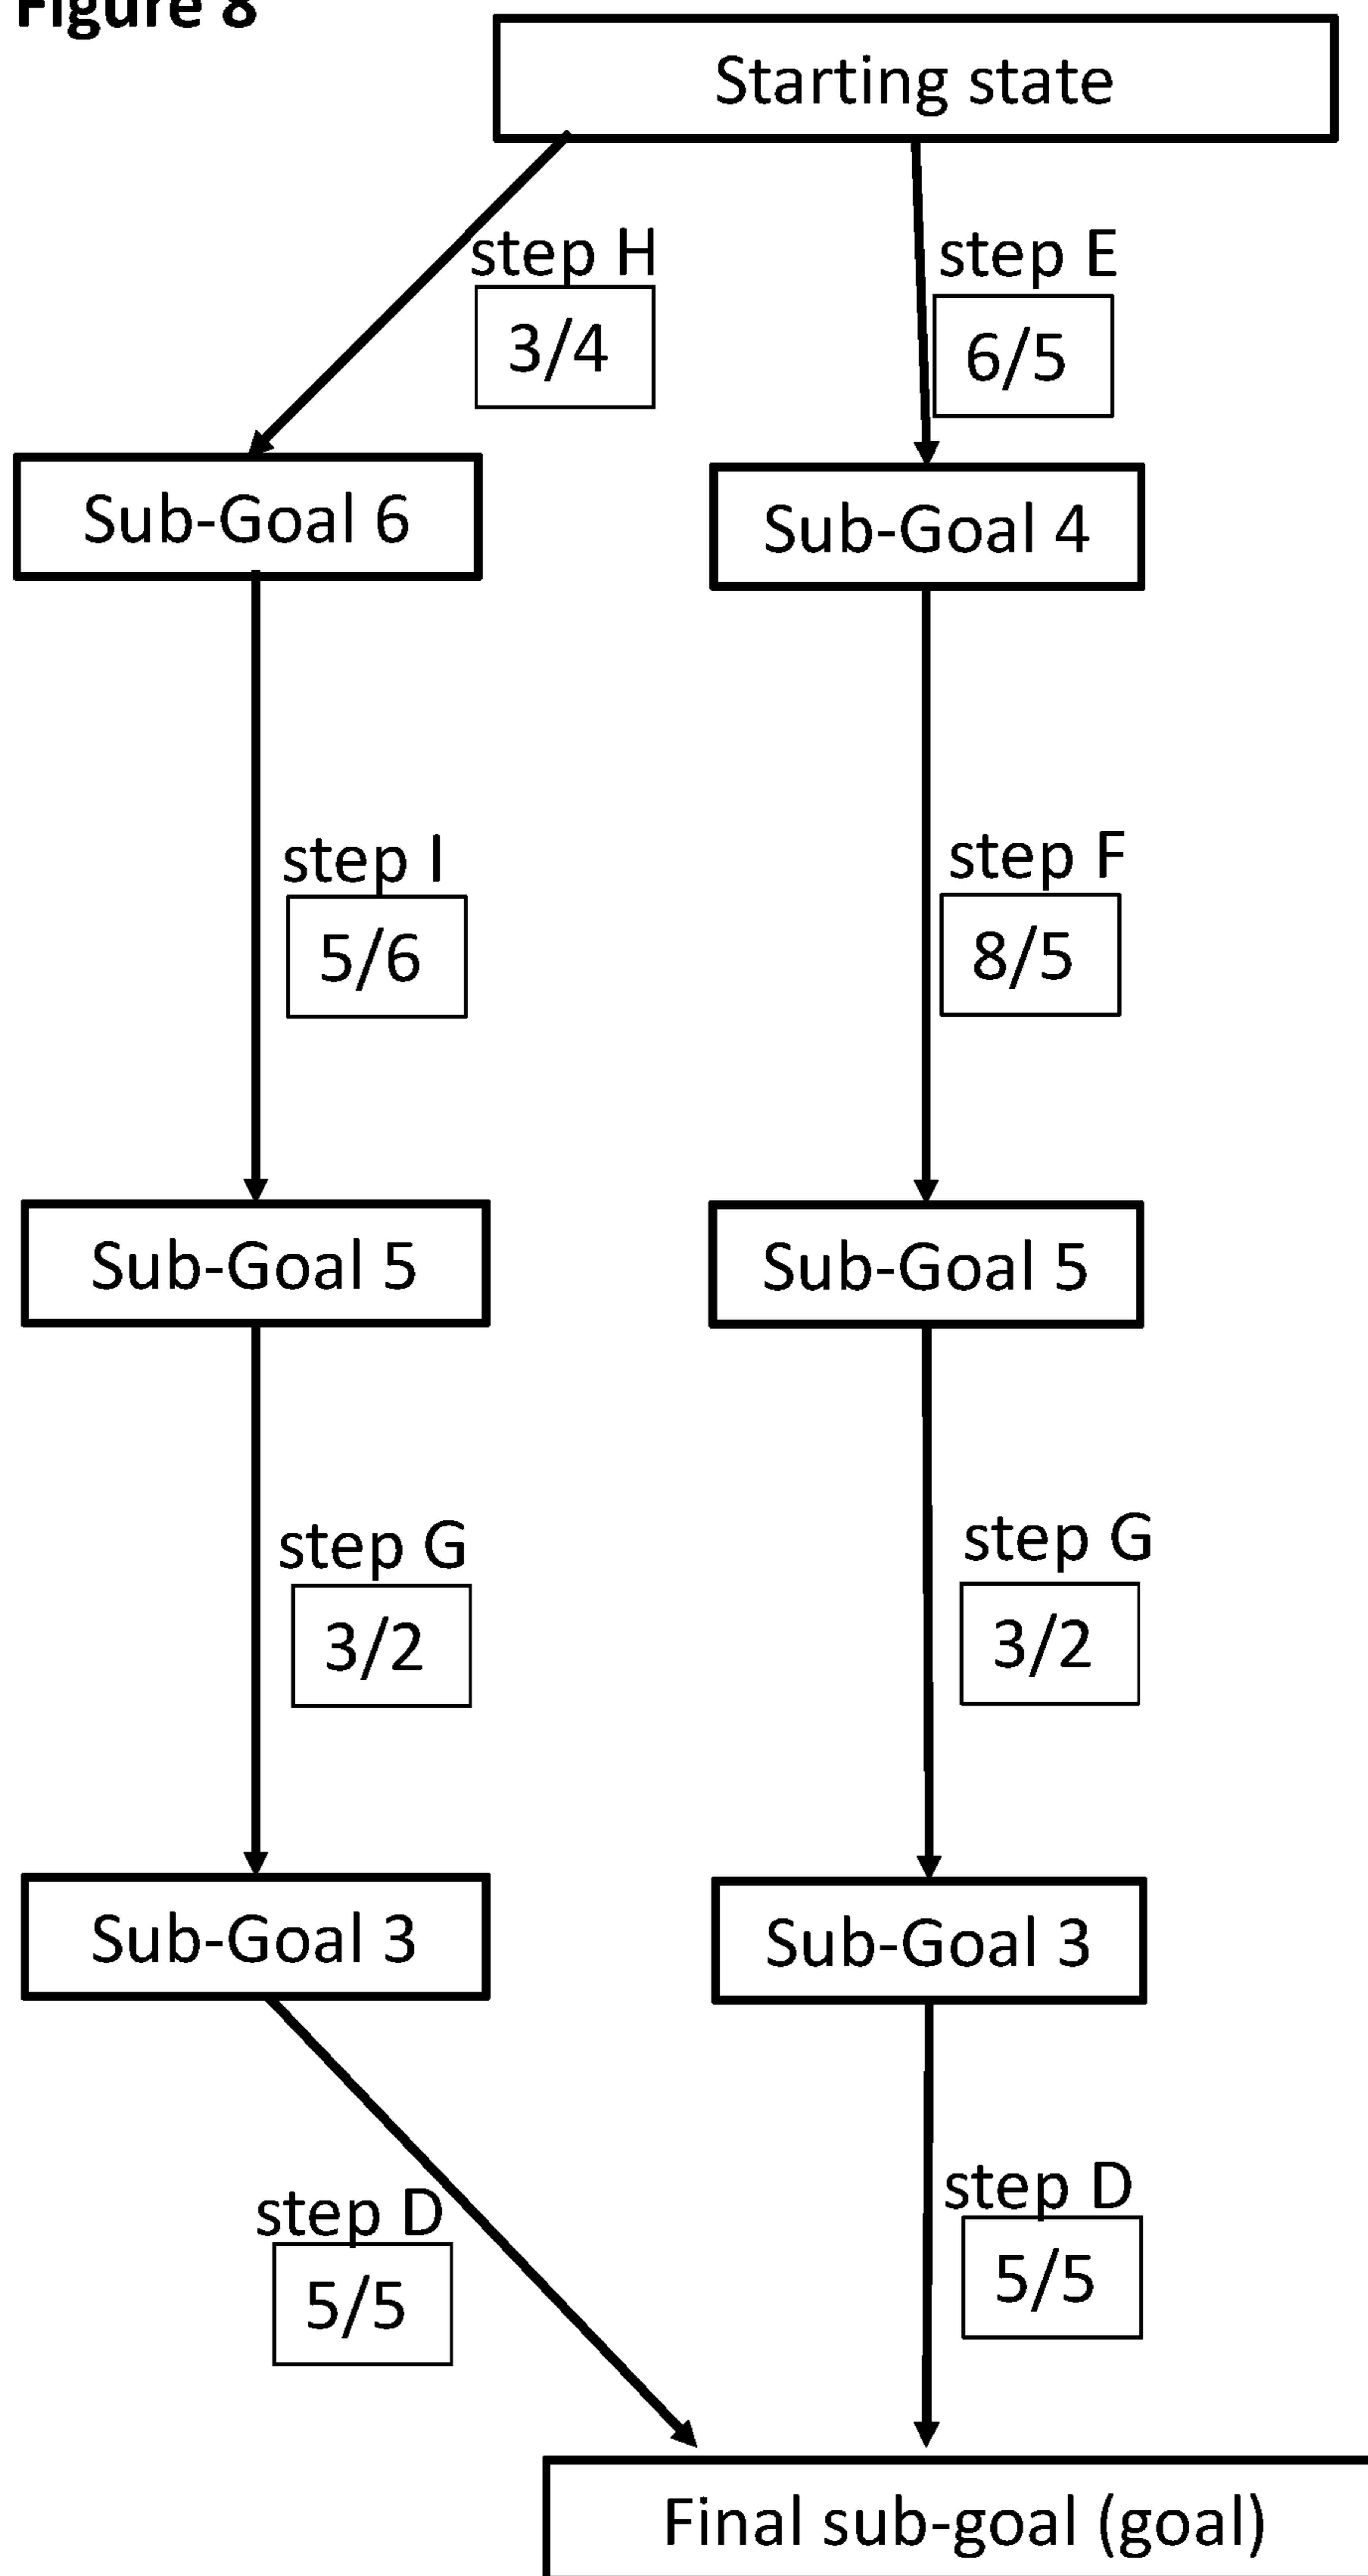 Figure 8
Starting state
step H
3/4
step E
6/5
Sub-Goal 6
Sub-Goal 4
step I
5/6
step F
8/5
Sub-Goal 5
Sub-Goal 5
step G
3/2
step G
3/2
Sub-Goal 3
Sub-Goal 3
step D
5/5
step D
5/5
Final sub-goal (goal)